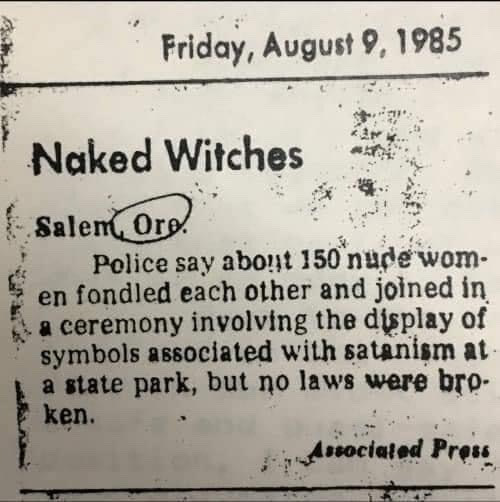 Friday, August 9, 1985
Naked Witches
Salem, Ore.
Police say about 150 nude wom-
en fondled each other and joined in
a ceremony involving the display of
symbols associated with satanism at
a state park, but no laws were bro-
ken.
Associated Press